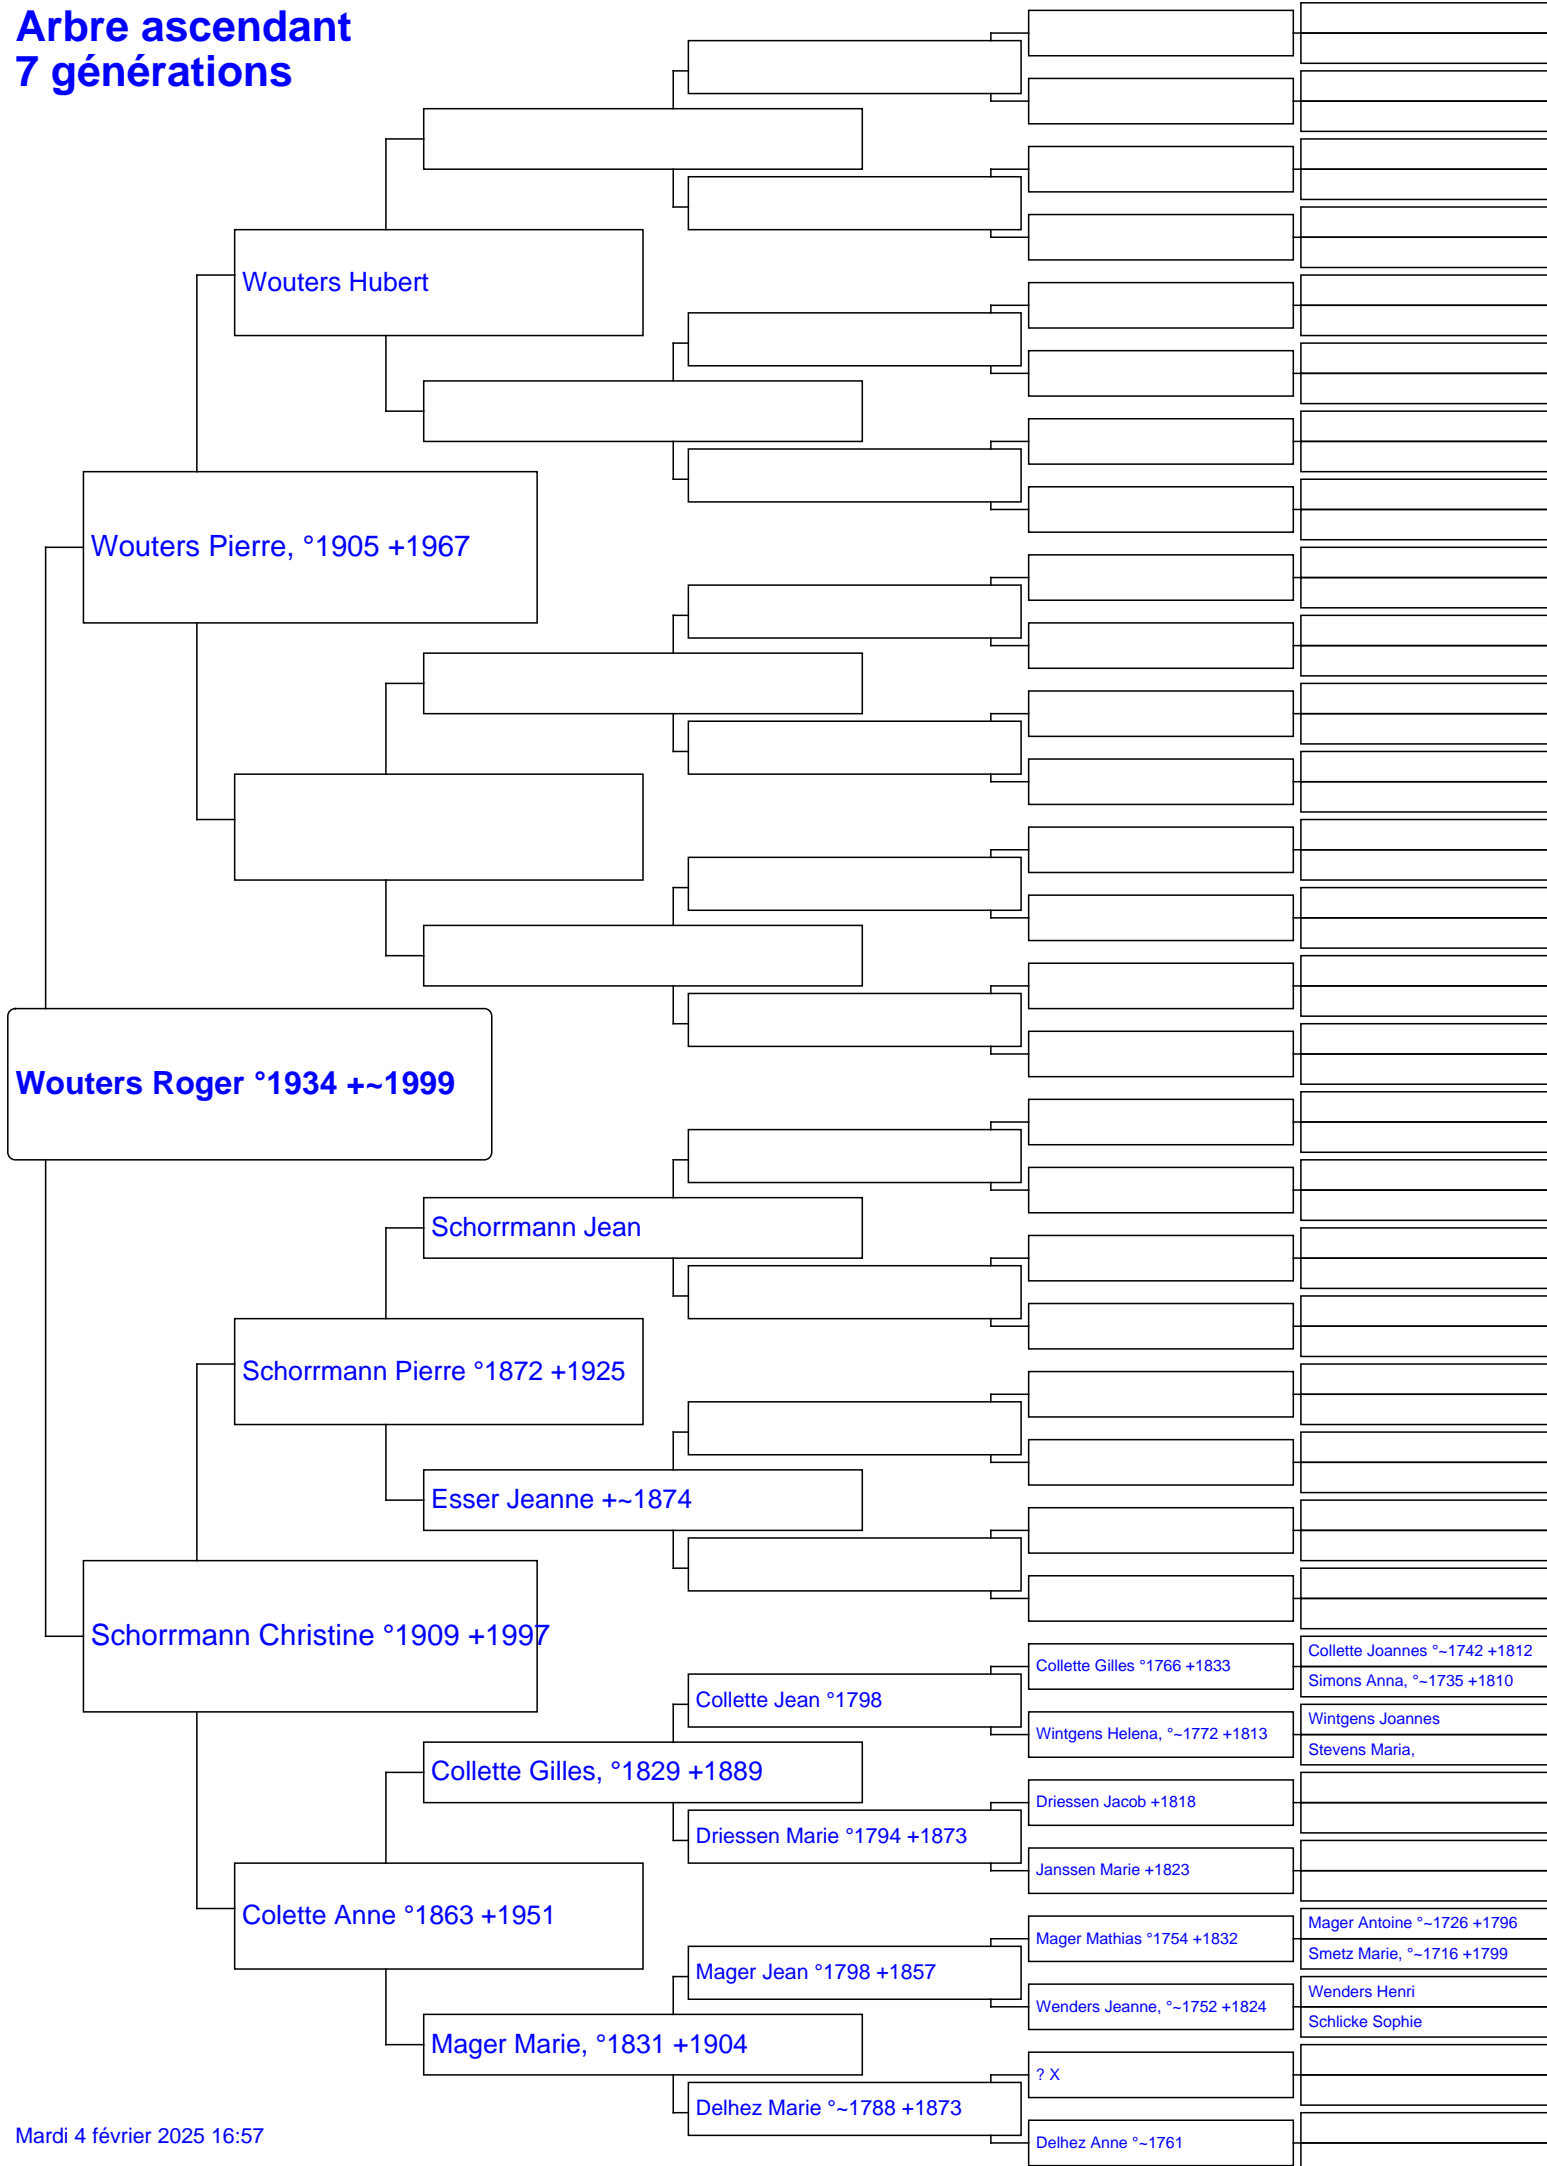 Arbre ascendant
7 générations
Wouters Hubert
Wouters Pierre, °1905 +1967
Wouters Roger °1934 +~1999
Schorrmann Jean
Schorrmann Pierre °1872 +1925
Esser Jeanne +~1874
Schorrmann Christine °1909 +1997
Collette Joannes °~1742 +1812
Collette Gilles °1766 +1833
Simons Anna, °~1735 +1810
Collette Jean °1798
Wintgens Joannes
Wintgens Helena, °~1772 +1813
Stevens Maria,
Collette Gilles, °1829 +1889
Driessen Jacob +1818
Driessen Marie °1794 +1873
Janssen Marie +1823
Colette Anne °1863 +1951
Mager Antoine °~1726 +1796
Mager Mathias °1754 +1832
Smetz Marie, °~1716 +1799
Mager Jean °1798 +1857
Wenders Henri
Wenders Jeanne, °~1752 +1824
Schlicke Sophie
Mager Marie, °1831 +1904
? X
Delhez Marie °~1788 +1873
Delhez Anne °~1761
Mardi 4 février 2025 16:57